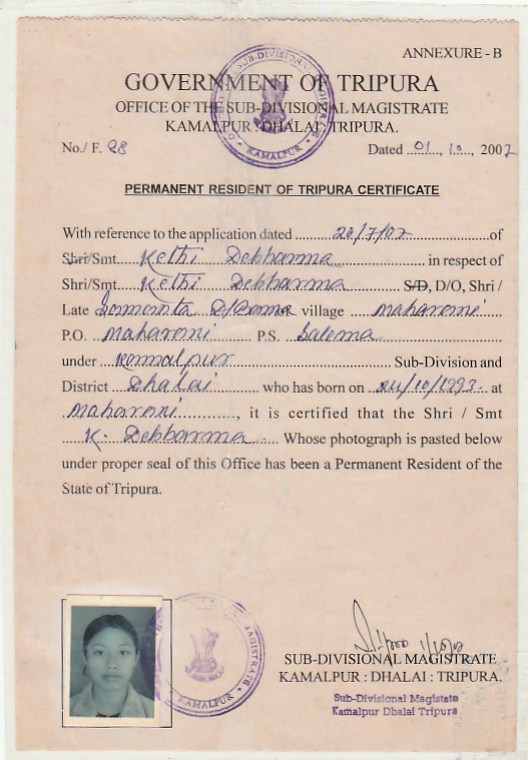 ANNEXURE - B
GOVERNMENT OF TRIPURA
OFFICE OF THE SUB-DIVISIONAL MAGISTRATE
KAMALPUR : DHALAI : TRIPURA.
No./ F. 98 Dated 01, 10, 2007
PERMANENT RESIDENT OF TRIPURA CERTIFICATE
With reference to the application dated 20/7/07 of
Shri/Smt. Kethi Debbarma in respect of
Shri/Smt. Kethi Debbarma S/D, D/O, Shri /
Late D/Barma village Maharani
P.O. Maharani P.S. Salema
under Kamalpur Sub-Division and
District Dhalai who has born on 24/10/1993 at
Maharani, it is certified that the Shri / Smt
K. Debbarma Whose photograph is pasted below
under proper seal of this Office has been a Permanent Resident of the
State of Tripura.
KAMALPUR
SUB-DIVISIONAL MAGISTRATE
KAMALPUR : DHALAI : TRIPURA.
Sub-Divisional Magistate
Kamalpur Dhalai Tripura